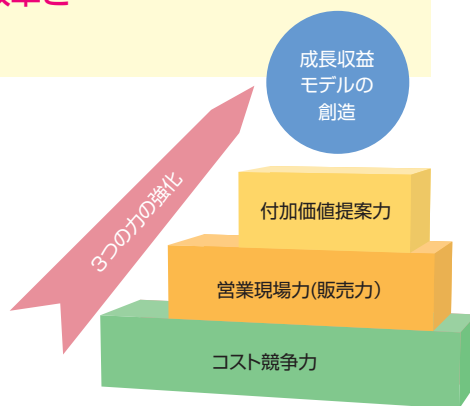 成長収益
モデルの
創造
3つの力の強化
付加価値提案力
営業現場力(販売力)
コスト競争力